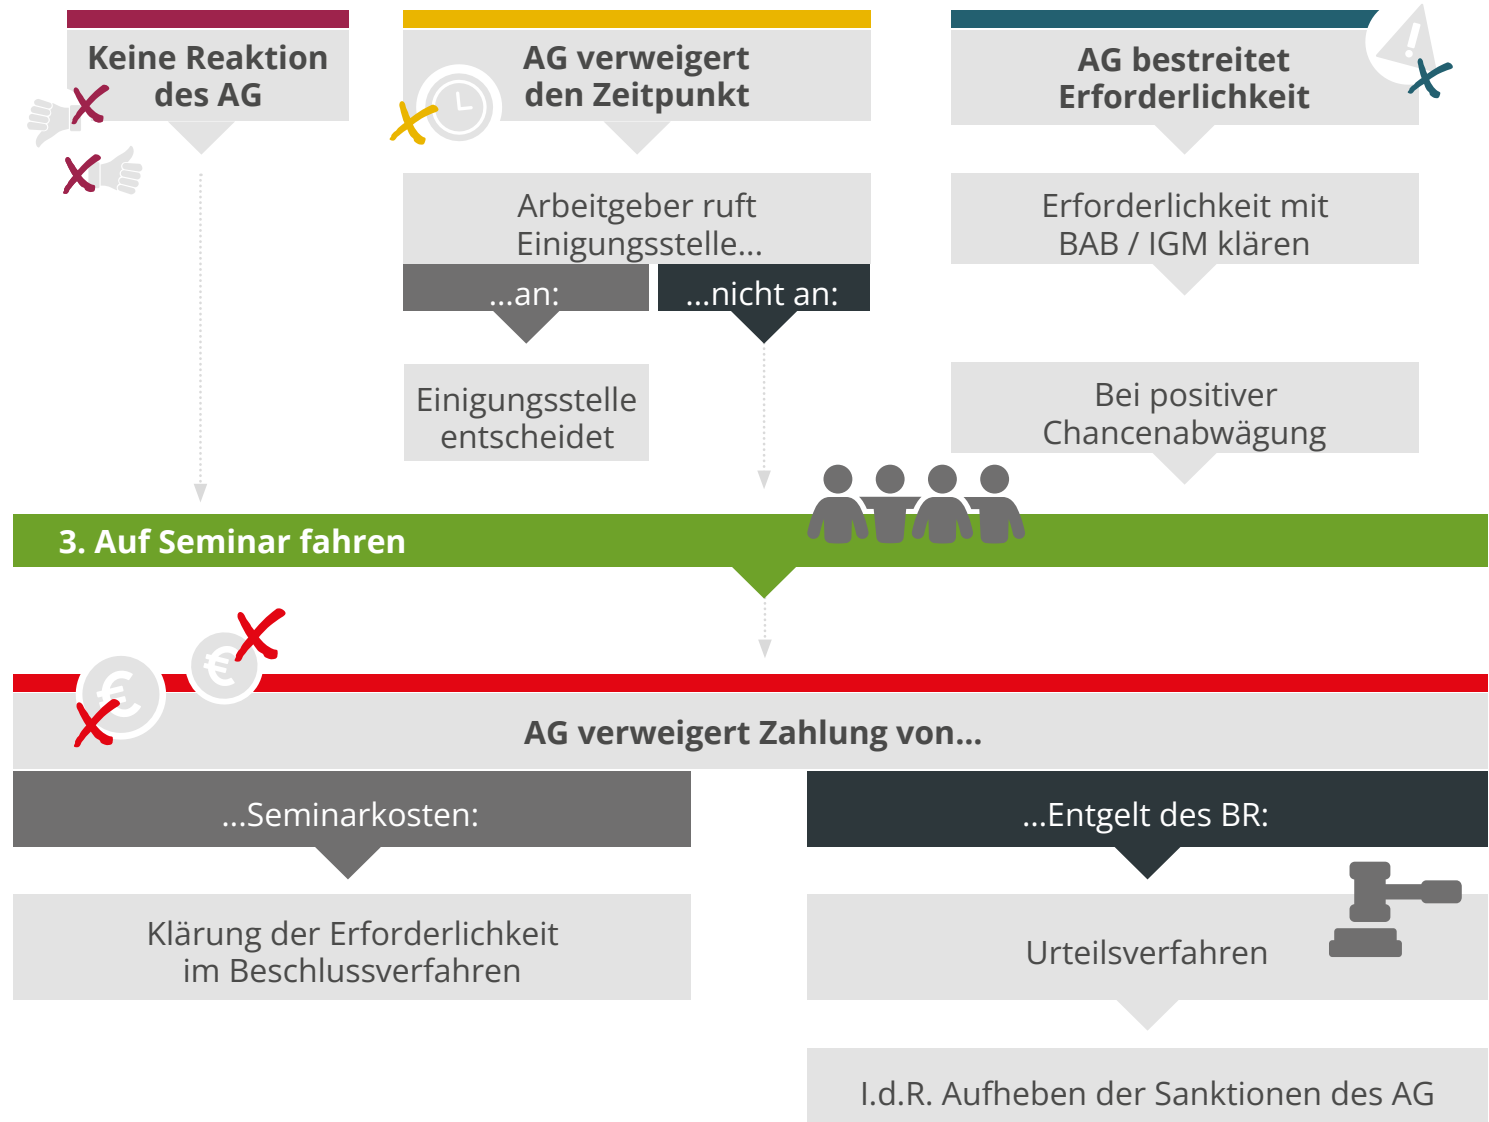 Keine Reaktion
des AG
AG verweigert
den Zeitpunkt
AG bestreitet
Erforderlichkeit
Arbeitgeber ruft
Einigungsstelle...
...an:
...nicht an:
Einigungsstelle
entscheidet
Erforderlichkeit mit
BAB / IGM klären
Bei positiver
Chancenabwägung
3. Auf Seminar fahren
AG verweigert Zahlung von...
...Seminarkosten:
...Entgelt des BR:
Klärung der Erforderlichkeit
im Beschlussverfahren
Urteilsverfahren
I.d.R. Aufheben der Sanktionen des AG